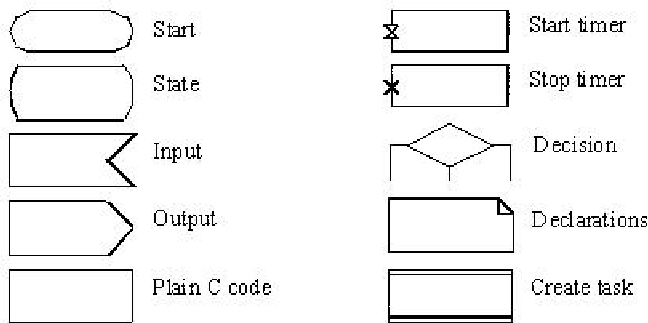 Start
State
Input
Output
Plain C code
Start timer
Stop timer
Decision
Declarations
Create task